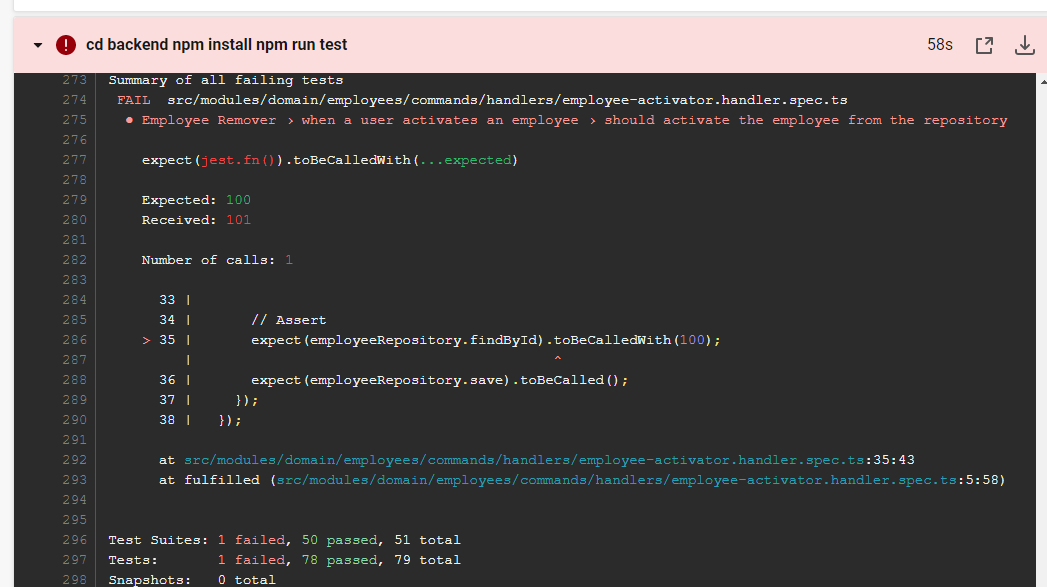 cd backend npm install npm run test
58s
273 Summary of all failing tests
274 FAIL src/modules/domain/employees/commands/handlers/employee-activator.handler.spec.ts
275 ● Employee Remover › when a user activates an employee › should activate the employee from the repository
276
277 expect(jest.fn()).toBeCalledWith(...expected)
278
279 Expected: 100
280 Received: 101
281
282 Number of calls: 1
283
284 33 |
285 34 | // Assert
286 > 35 | expect(employeeRepository.findById).toBeCalledWith(100);
287 | ^
288 36 | expect(employeeRepository.save).toBeCalled();
289 37 | });
290 38 | });
291
292 at src/modules/domain/employees/commands/handlers/employee-activator.handler.spec.ts:35:43
293 at fulfilled (src/modules/domain/employees/commands/handlers/employee-activator.handler.spec.ts:5:58)
294
295
296 Test Suites: 1 failed, 50 passed, 51 total
297 Tests: 1 failed, 78 passed, 79 total
298 Snapshots: 0 total